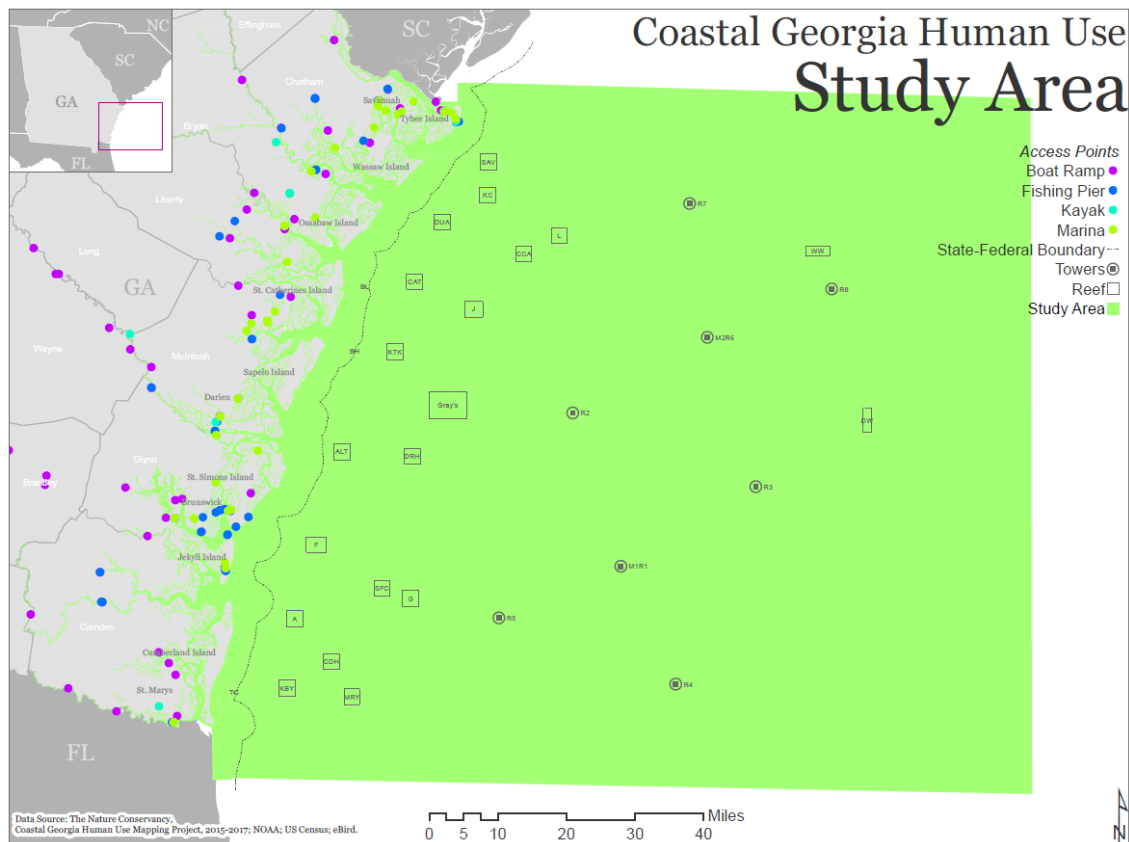 Coastal Georgia Human Use
Study Area
Access Points
Boat Ramp
Fishing Pier
Kayak
Marina
State-Federal Boundary
Towers
Reef
Study Area
NC
SC
GA
FL
SC
GA
FL
Effingham
Chatham
Savannah
Tybee Island
Bryan
Wassaw Island
Liberty
Ossabaw Island
Long
St. Catherines Island
Wayne
McIntosh
Sapelo Island
Darien
Glynn
St. Simons Island
Brantley
Brunswick
Jekyll Island
Camden
Cumberland Island
St. Marys
SAV
KC
DUA
L
CCA
CAT
BL
J
BH
KTK
Gray's
ALT
DRH
F
SFC
G
A
CDH
KBY
MRY
TC
R7
WW
R8
M2R6
R2
DW
R3
M1R1
R5
R4
Data Source: The Nature Conservancy,
Coastal Georgia Human Use Mapping Project, 2015-2017; NOAA; US Census; eBird.
Miles
0 5 10 20 30 40
N